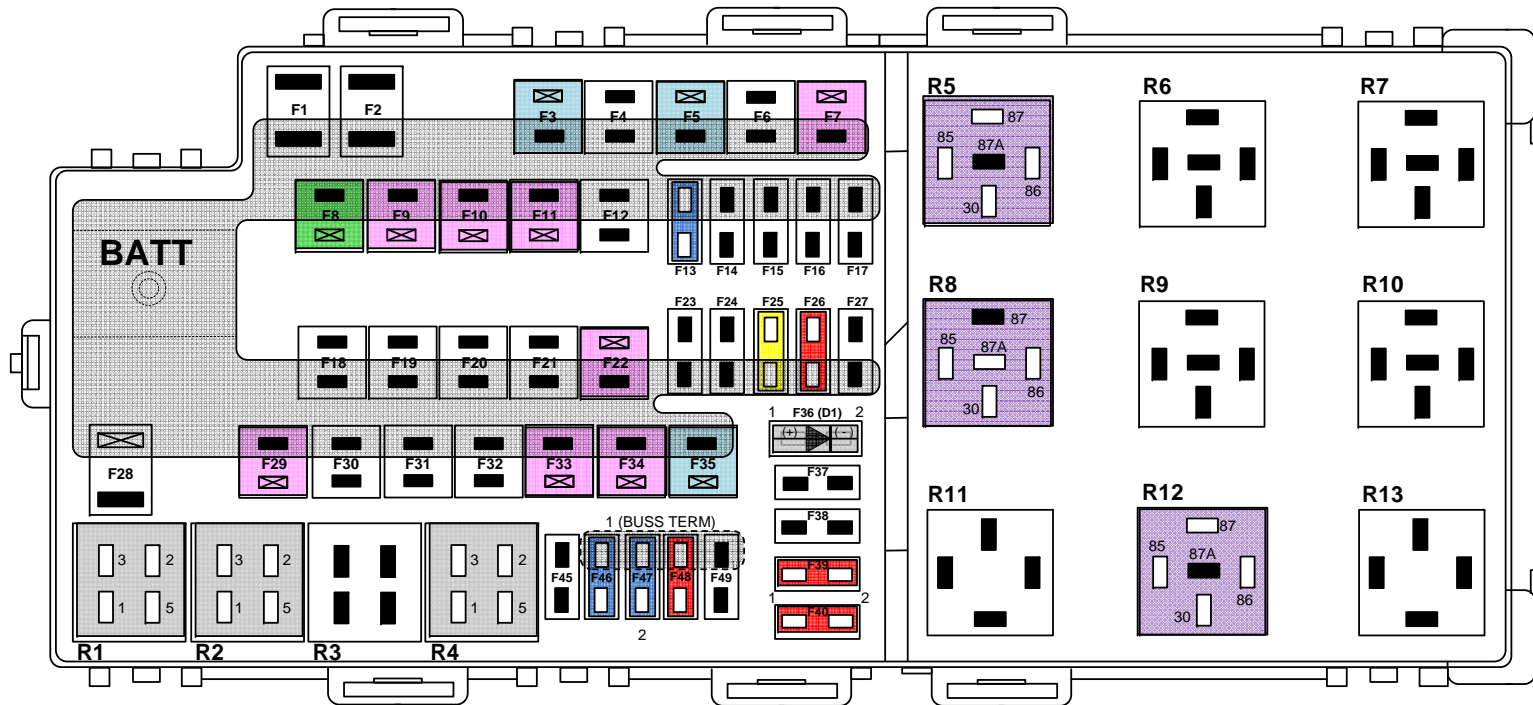 F1 F2 F3 F4 F5 F6 F7
R5 R6 R7
87
85 87A
86
30
F8 F9 F10 F11 F12
F13 F14 F15 F16 F17
BATT
F23 F24 F25 F26 F27
R8 R9 R10
87
85 87A
86
30
F18 F19 F20 F21 F22
1 F36 (D1) 2
(+) (-)
F28 F29 F30 F31 F32 F33 F34 F35
F37
F38
R11 R12 R13
87
85 87A
86
30
1 (BUSS TERM)
3 2 3 2 3 2
F45 F46 F47 F48 F49
F39
1 2
1 5 1 5 1 5
F40
2
R1 R2 R3 R4